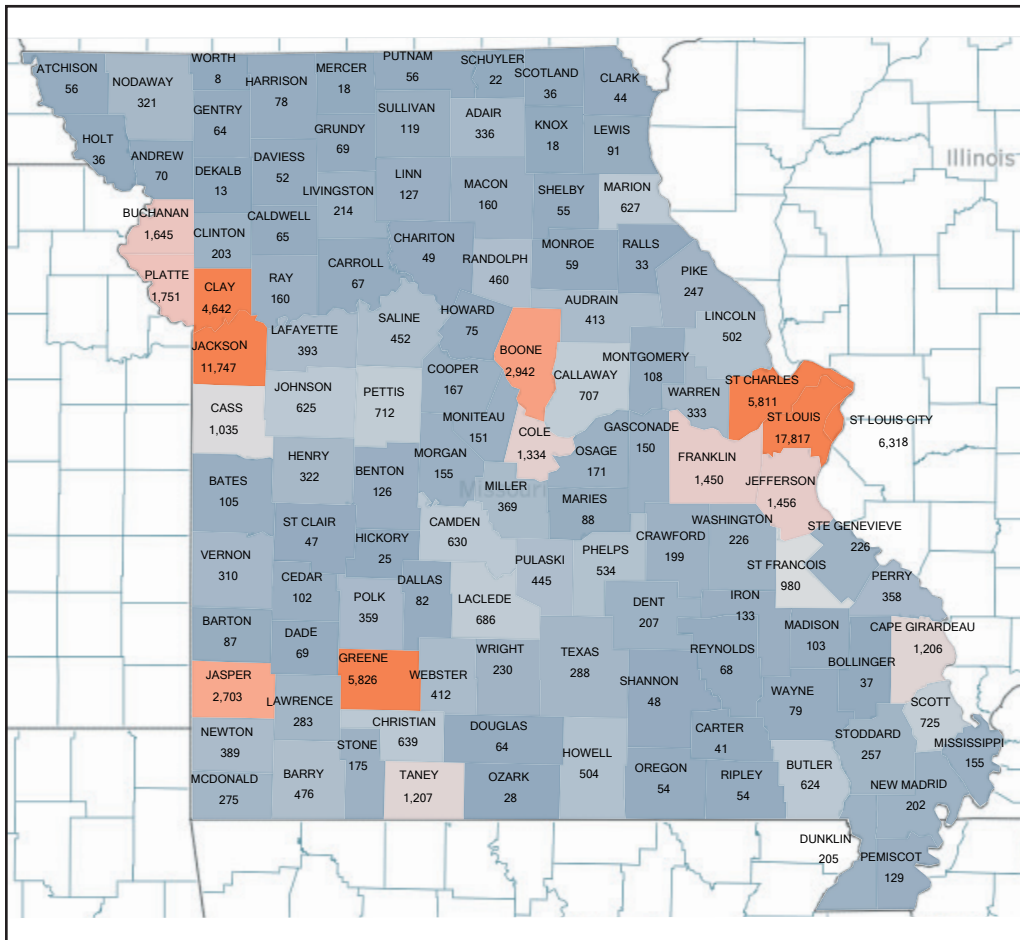 WORTH
8
PUTNAM
56
SCHUYLER
22
ATCHISON
56
NODAWAY
321
HARRISON
78
MERCER
18
SCOTLAND
36
CLARK
44
GENTRY
64
SULLIVAN
119
ADAIR
336
KNOX
18
LEWIS
91
HOLT
36
ANDREW
70
GRUNDY
69
DEKALB
13
DAVIESS
52
LIVINGSTON
214
LINN
127
MACON
160
SHELBY
55
MARION
627
Illinois
BUCHANAN
1,645
CLINTON
203
CALDWELL
65
CHARITON
49
MONROE
59
RALLS
33
PLATTE
1,751
CLAY
4,642
RAY
160
CARROLL
67
RANDOLPH
460
PIKE
247
AUDRAIN
413
JACKSON
11,747
LAFAYETTE
393
SALINE
452
HOWARD
75
BOONE
2,942
LINCOLN
502
CALLAWAY
707
MONTGOMERY
108
WARREN
333
ST CHARLES
5,811
ST LOUIS
17,817
ST LOUIS CITY
6,318
CASS
1,035
JOHNSON
625
PETTIS
712
COOPER
167
MONITEAU
151
COLE
1,334
OSAGE
171
GASCONADE
150
FRANKLIN
1,450
JEFFERSON
1,456
BATES
105
HENRY
322
BENTON
126
MORGAN
155
MILLER
369
Missouri
MARIES
88
ST CLAIR
47
HICKORY
25
CAMDEN
630
PULASKI
445
PHELPS
534
CRAWFORD
199
WASHINGTON
226
STE GENEVIEVE
226
ST FRANCOIS
980
VERNON
310
CEDAR
102
POLK
359
DALLAS
82
LACLEDE
686
DENT
207
IRON
133
PERRY
358
MADISON
103
CAPE GIRARDEAU
1,206
BARTON
87
DADE
69
GREENE
5,826
WEBSTER
412
WRIGHT
230
TEXAS
288
REYNOLDS
68
BOLLINGER
37
JASPER
2,703
LAWRENCE
283
SHANNON
48
WAYNE
79
SCOTT
725
NEWTON
389
CHRISTIAN
639
DOUGLAS
64
CARTER
41
STODDARD
257
MISSISSIPPI
155
MCDONALD
275
BARRY
476
STONE
175
TANEY
1,207
OZARK
28
HOWELL
504
OREGON
54
RIPLEY
54
BUTLER
624
NEW MADRID
202
DUNKLIN
205
PEMISCOT
129